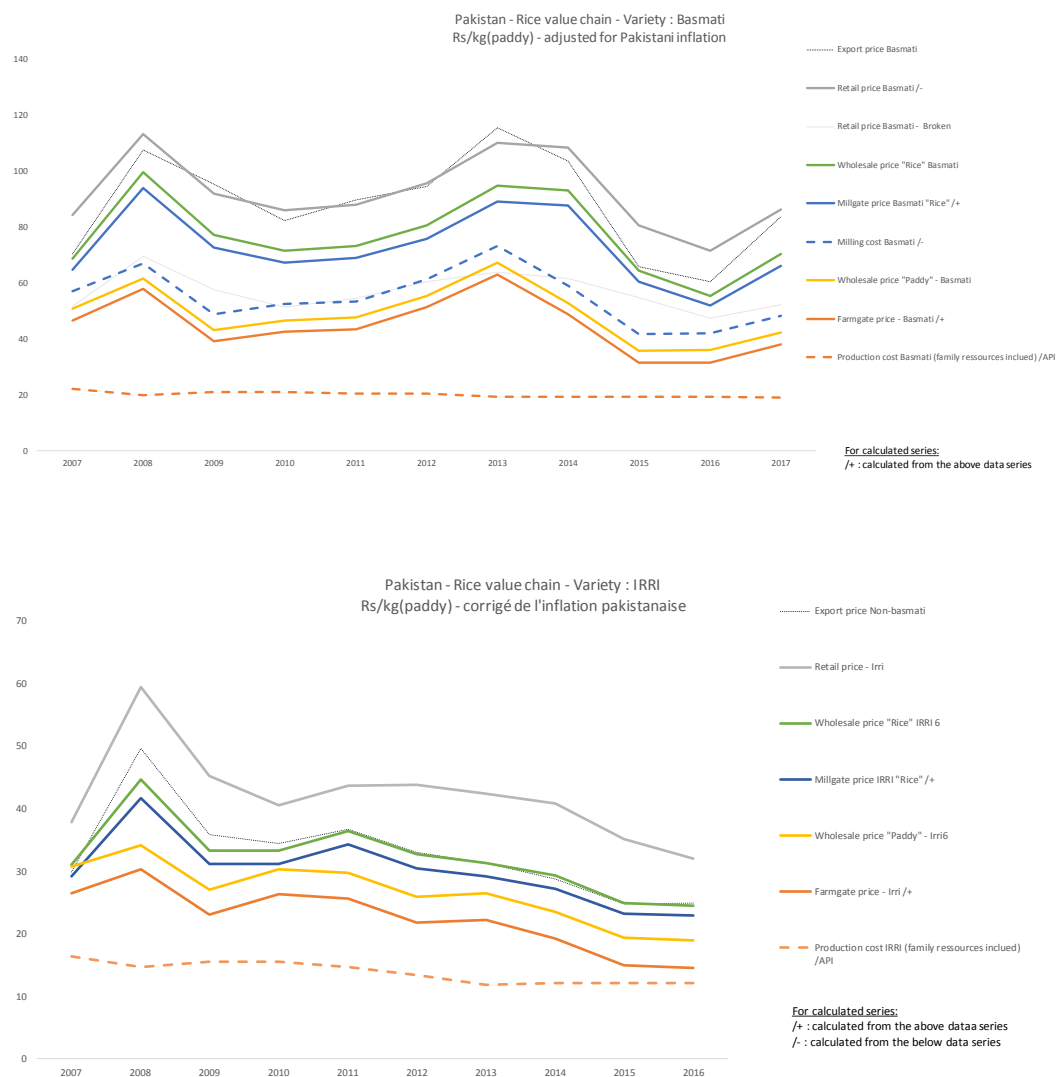 Pakistan - Rice value chain - Variety : Basmati
Rs/kg(paddy) - adjusted for Pakistani inflation
140
120
100
80
60
40
20
0
2007 2008 2009 2010 2011 2012 2013 2014 2015 2016 2017
Export price Basmati
Retail price Basmati /-
Retail price Basmati - Broken
Wholesale price "Rice" Basmati
Millgate price Basmati "Rice" /+
Milling cost Basmati /-
Wholesale price "Paddy" - Basmati
Farmgate price - Basmati /+
Production cost Basmati (family ressources inclued) /API
For calculated series:
/+ : calculated from the above data series
Pakistan - Rice value chain - Variety : IRRI
Rs/kg(paddy) - corrigé de l'inflation pakistanaise
70
60
50
40
30
20
10
0
2007 2008 2009 2010 2011 2012 2013 2014 2015 2016
Export price Non-basmati
Retail price - Irri
Wholesale price "Rice" IRRI 6
Millgate price IRRI "Rice" /+
Wholesale price "Paddy" - Irri6
Farmgate price - Irri /+
Production cost IRRI (family ressources inclued)
/API
For calculated series:
/+ : calculated from the above dataa series
/- : calculated from the below data series